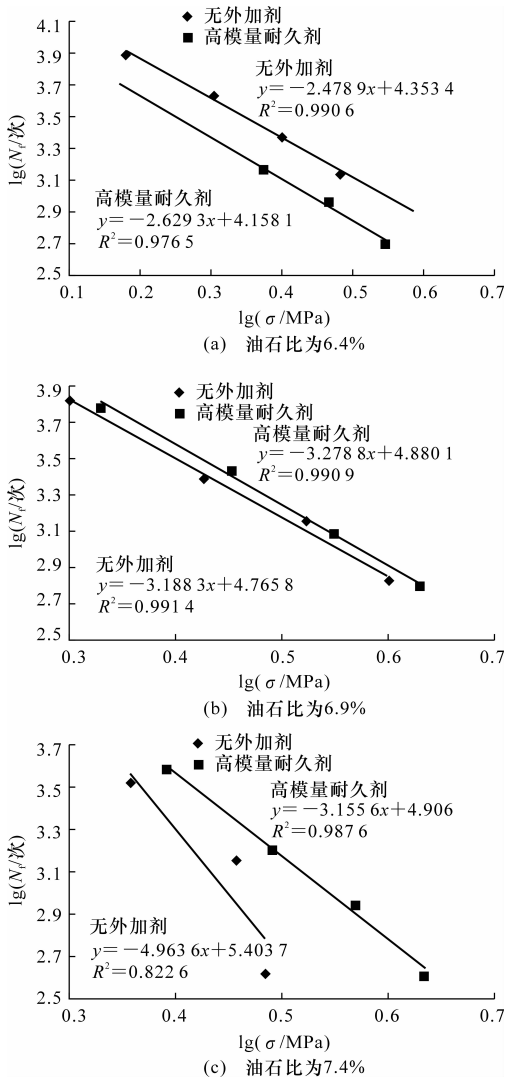 无外加剂
高模量耐久剂
无外加剂
y=−2.478 9x+4.353 4
R²=0.990 6
高模量耐久剂
y=−2.629 3x+4.158 1
R²=0.976 5
lg(Nf/次)
4.1
3.9
3.7
3.5
3.3
3.1
2.9
2.7
2.5
0.1 0.2 0.3 0.4 0.5 0.6 0.7
lg(σ/MPa)
(a) 油石比为6.4%
无外加剂
高模量耐久剂
高模量耐久剂
y=−3.278 8x+4.880 1
R²=0.990 9
无外加剂
y=−3.188 3x+4.765 8
R²=0.991 4
lg(Nf/次)
3.9
3.7
3.5
3.3
3.1
2.9
2.7
2.5
0.3 0.4 0.5 0.6 0.7
lg(σ/MPa)
(b) 油石比为6.9%
无外加剂
高模量耐久剂
高模量耐久剂
y=−3.155 6x+4.906
R²=0.987 6
无外加剂
y=−4.963 6x+5.403 7
R²=0.822 6
lg(Nf/次)
3.7
3.5
3.3
3.1
2.9
2.7
2.5
0.3 0.4 0.5 0.6 0.7
lg(σ/MPa)
(c) 油石比为7.4%